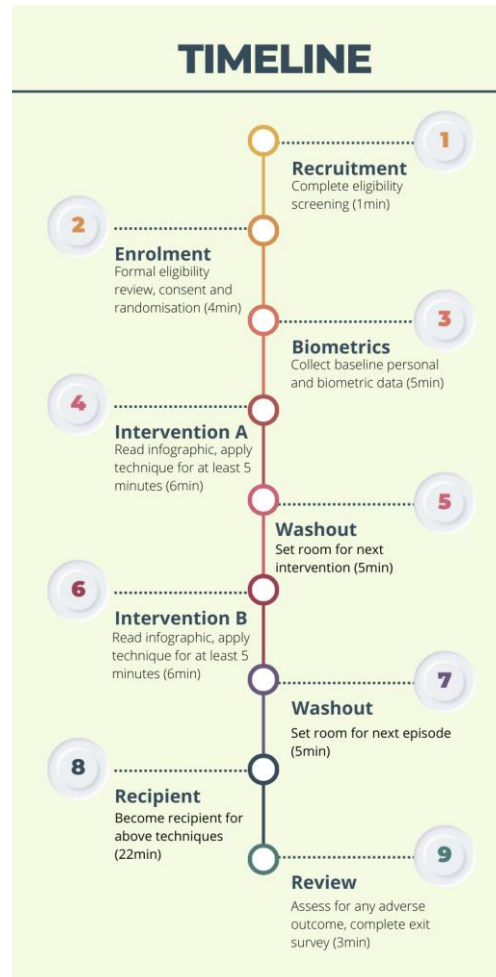 TIMELINE
1
Recruitment
Complete eligibility
screening (1min)
2
Enrolment
Formal eligibility
review, consent and
randomisation (4min)
3
Biometrics
Collect baseline personal
and biometric data (5min)
4
Intervention A
Read infographic, apply
technique for at least 5
minutes (6min)
5
Washout
Set room for next
intervention (5min)
6
Intervention B
Read infographic, apply
technique for at least 5
minutes (6min)
7
Washout
Set room for next episode
(5min)
8
Recipient
Become recipient for
above techniques
(22min)
9
Review
Assess for any adverse
outcome, complete exit
survey (3min)